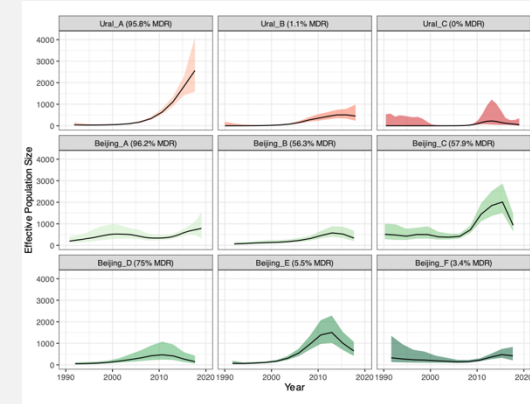 Ural_A (95.8% MDR) Ural_B (1.1% MDR) Ural_C (0% MDR)
4000
3000
2000
1000
0
Beijing_A (96.2% MDR) Beijing_B (56.3% MDR) Beijing_C (57.9% MDR)
4000
3000
2000
1000
0
Effective Population Size
Beijing_D (75% MDR) Beijing_E (5.5% MDR) Beijing_F (3.4% MDR)
4000
3000
2000
1000
0
1990 2000 2010 2020 1990 2000 2010 2020 1990 2000 2010 2020
Year